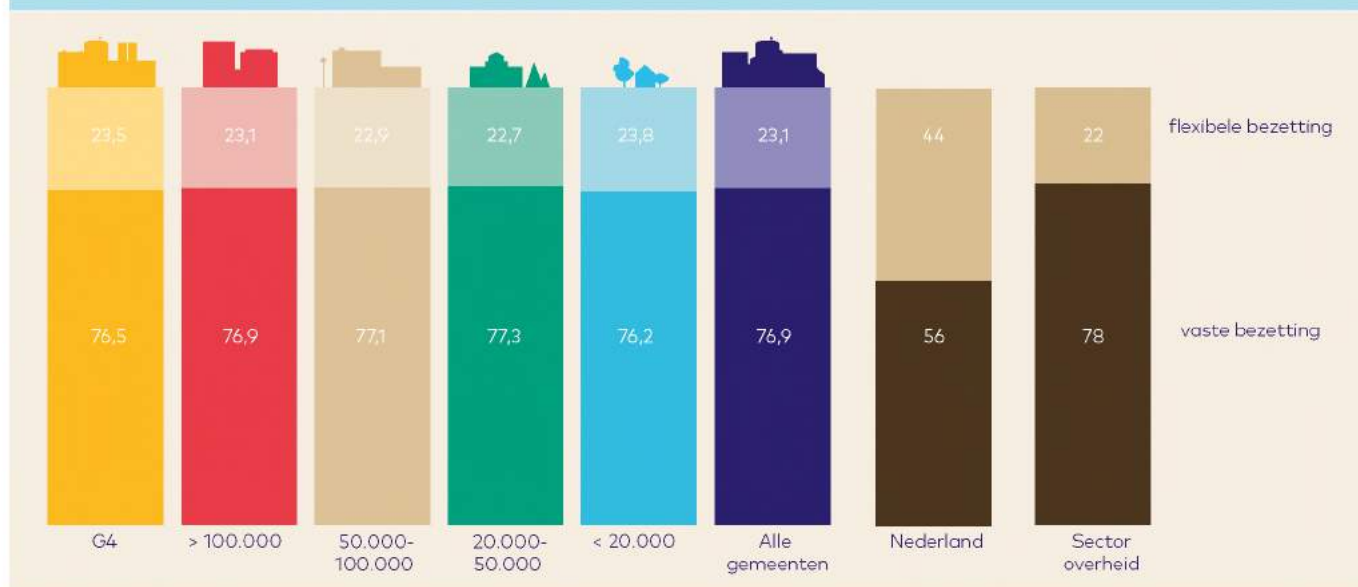 23,5 23,1 22,9 22,7 23,8 23,1 44 22 flexibele bezetting
76,5 76,9 77,1 77,3 76,2 76,9 56 78 vaste bezetting
G4
> 100.000
50.000-
100.000
20.000-
50.000
< 20.000
Alle
gemeenten
Nederland
Sector
overheid